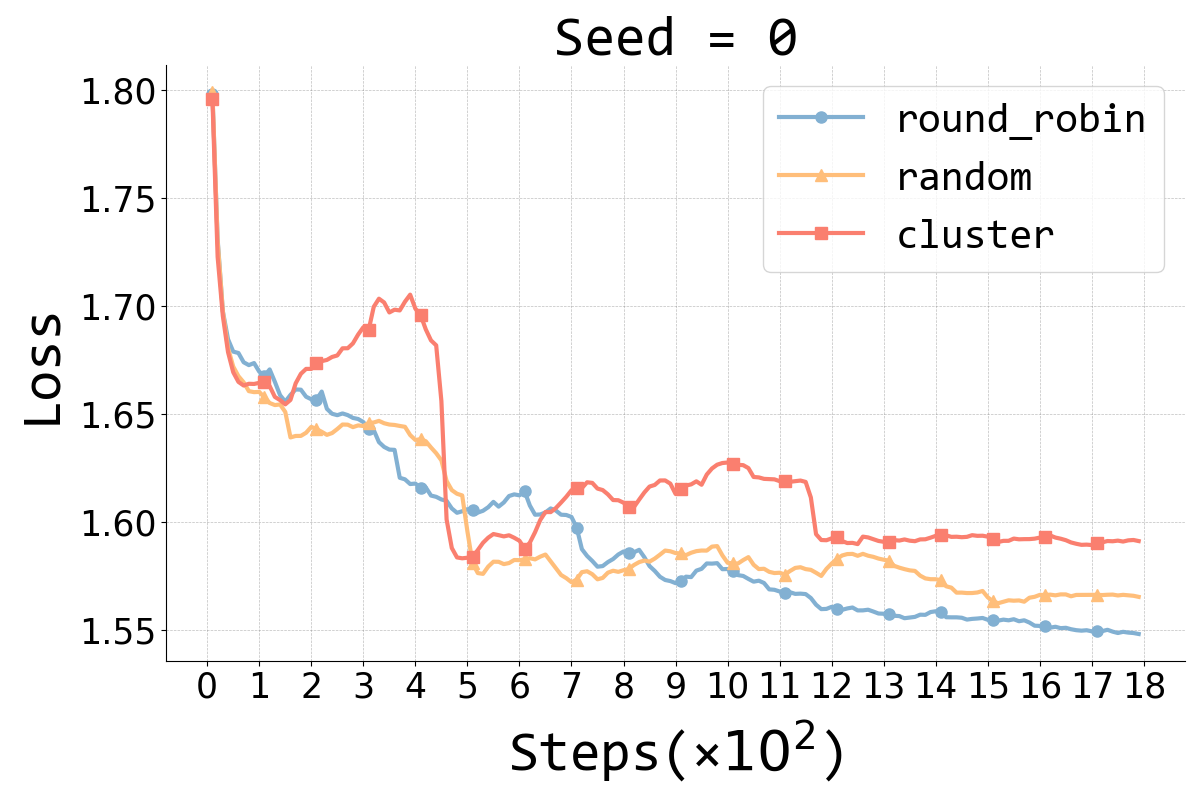 Seed = 0
1.80
1.75
1.70
1.65
1.60
1.55
Loss
round_robin
random
cluster
0 1 2 3 4 5 6 7 8 9 10 11 12 13 14 15 16 17 18
Steps(×10²)